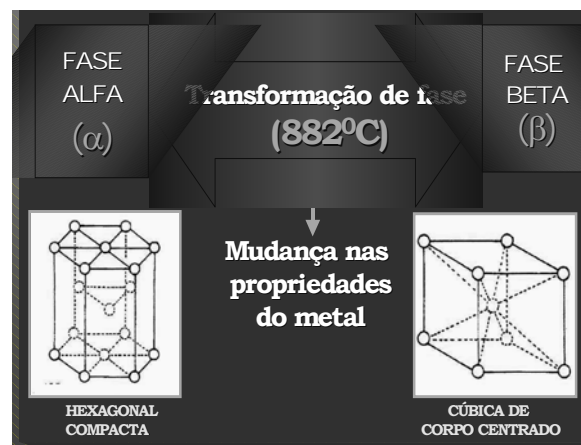 FASE
ALFA
(α)
Transformação de fase
(882ºC)
FASE
BETA
(β)
Mudança nas
propriedades
do metal
HEXAGONAL
COMPACTA
CÚBICA DE
CORPO CENTRADO